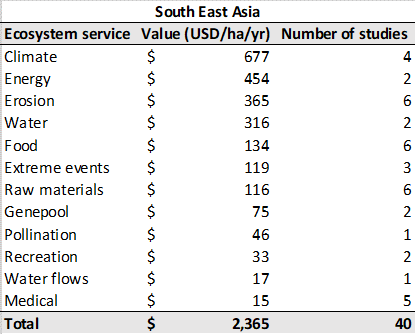 South East Asia
Ecosystem service Value (USD/ha/yr) Number of studies
Climate $ 677 4
Energy $ 454 2
Erosion $ 365 6
Water $ 316 2
Food $ 134 6
Extreme events $ 119 3
Raw materials $ 116 6
Genepool $ 75 2
Pollination $ 46 1
Recreation $ 33 2
Water flows $ 17 1
Medical $ 15 5
Total $ 2,365 40